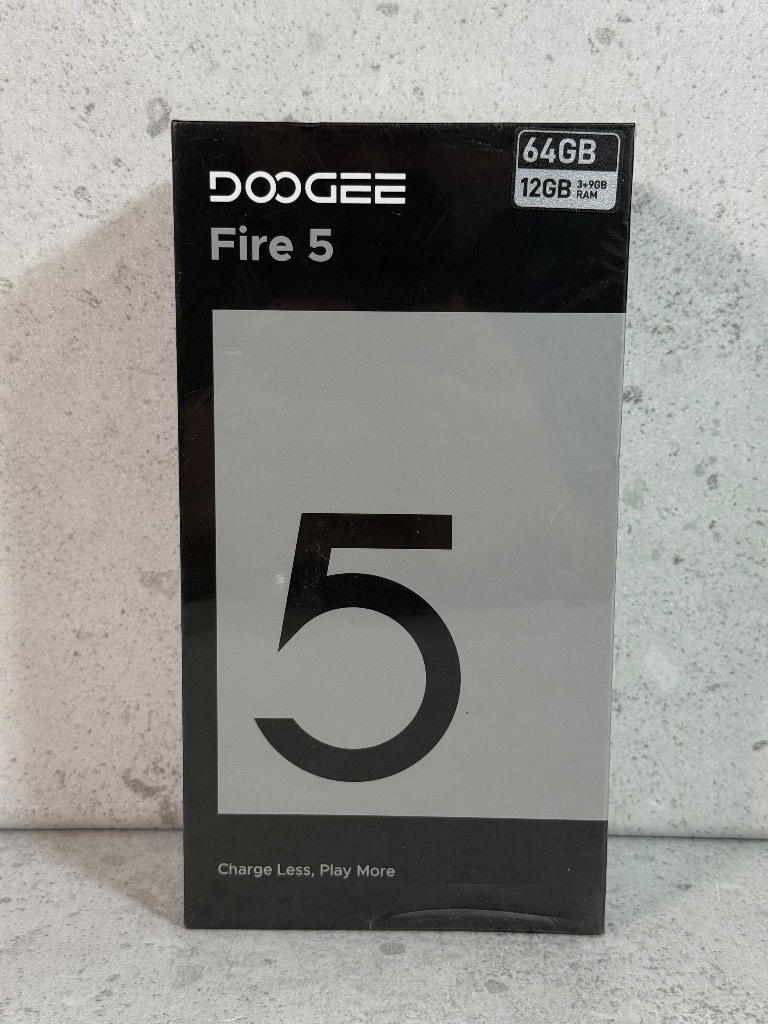 DOOGEE
Fire 5
64GB
12GB 3+9GB
RAM
5
Charge Less, Play More